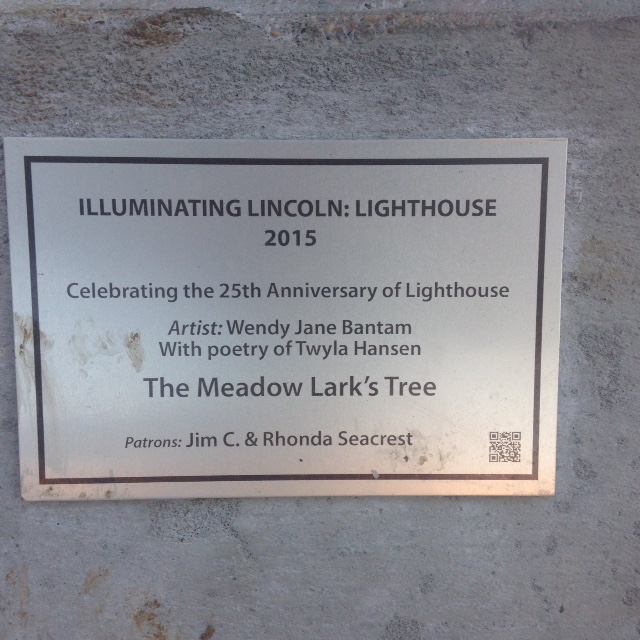 ILLUMINATING LINCOLN: LIGHTHOUSE
2015
Celebrating the 25th Anniversary of Lighthouse
Artist: Wendy Jane Bantam
With poetry of Twyla Hansen
The Meadow Lark's Tree
Patrons: Jim C. & Rhonda Seacrest